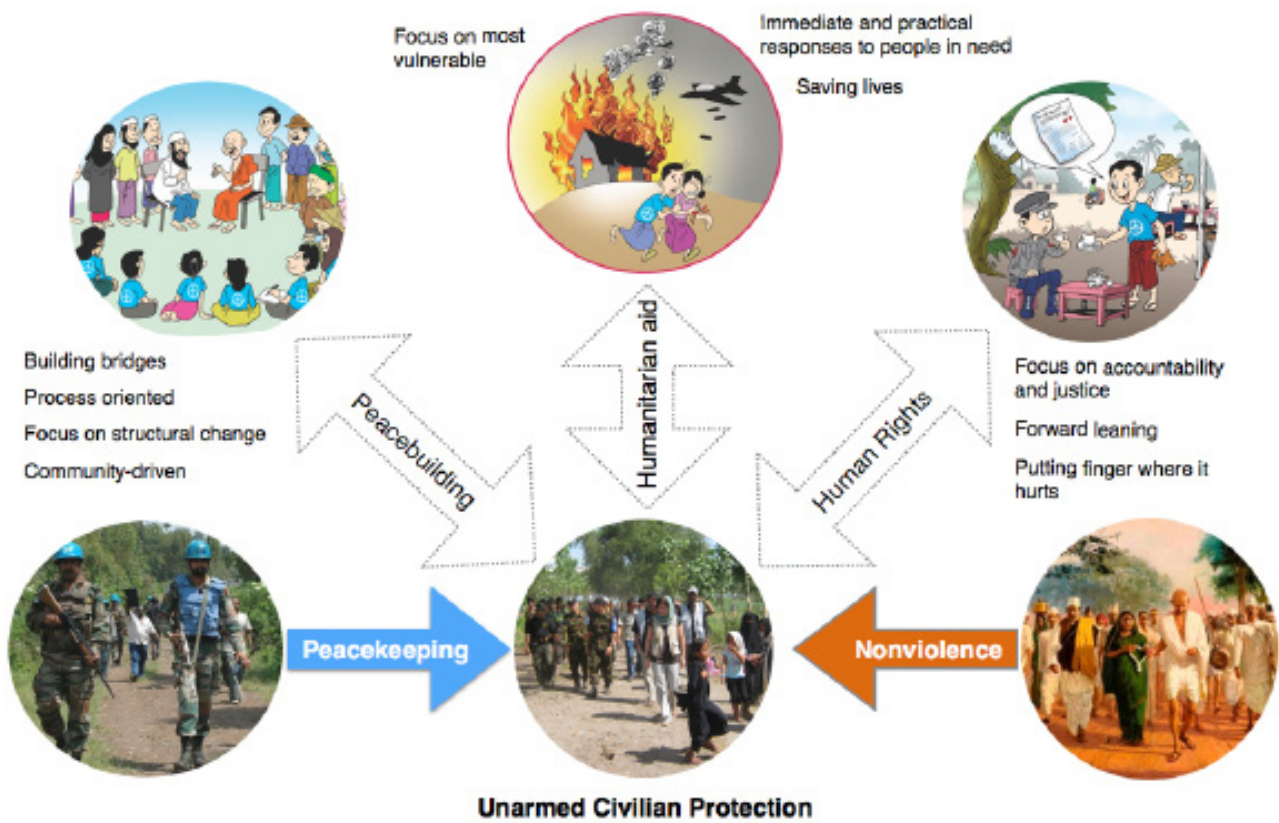 Focus on most
vulnerable
Immediate and practical
responses to people in need
Saving lives
Building bridges
Process oriented
Focus on structural change
Community-driven
Peacebuilding
Humanitarian aid
Human Rights
Focus on accountability
and justice
Forward leaning
Putting finger where it
hurts
Peacekeeping
Nonviolence
Unarmed Civilian Protection